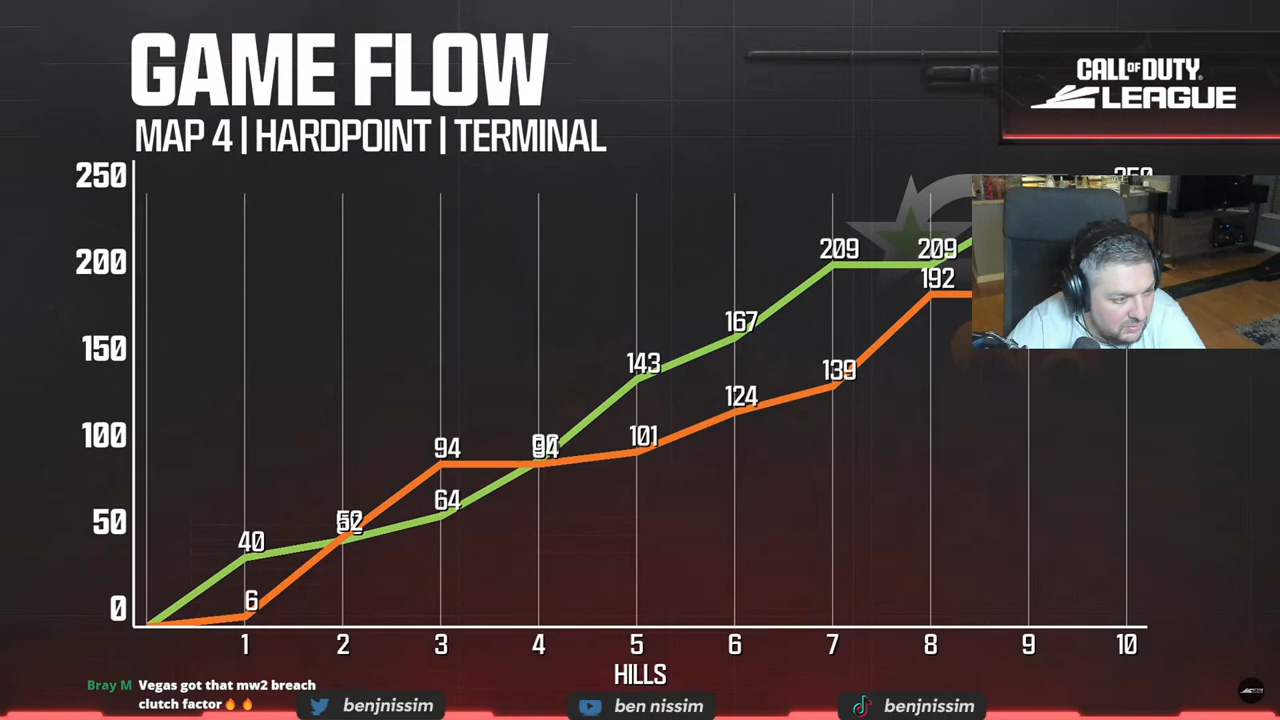 GAME FLOW
MAP 4 | HARDPOINT | TERMINAL
CALL OF DUTY
LEAGUE
250
200
150
100
50
0
40
6
94
64
143
101
167
124
209
139
209
192
1 2 3 4 5 6 7 8 9 10
HILLS
Bray M Vegas got that mw2 breach
clutch factor🔥🔥
benjnissim
ben nissim
benjnissim